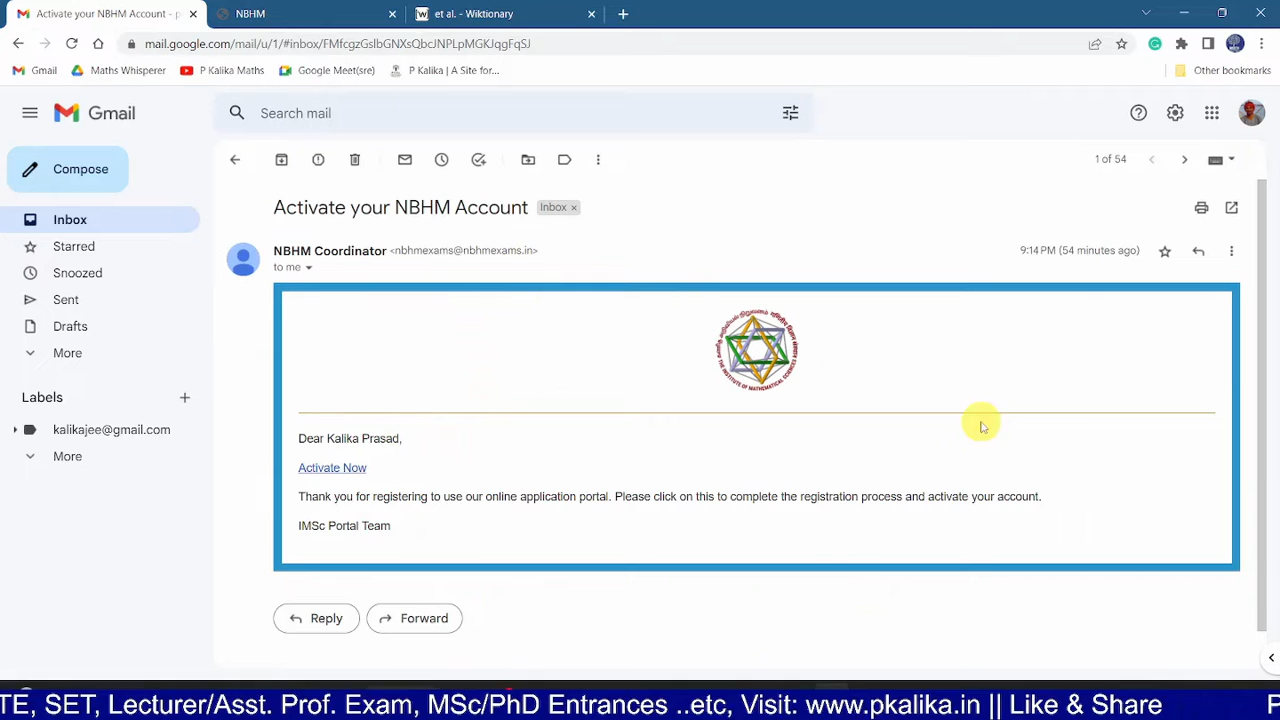 Activate your NBHM Account - p
NBHM
et al. - Wiktionary
mail.google.com/mail/u/1/#inbox/FMfcgzGslbGNXsQbcJNPLpMGKJqgFqSJ
Gmail
Maths Whisperer
P Kalika Maths
Google Meet(sre)
P Kalika | A Site for...
Other bookmarks
Gmail
Search mail
Compose
1 of 54
Inbox
Starred
Snoozed
Sent
Drafts
More
Labels
kalikajee@gmail.com
More
Activate your NBHM Account
Inbox ×
NBHM Coordinator <nbhmexams@nbhmexams.in>
9:14 PM (54 minutes ago)
to me
THE INSTITUTE OF MATHEMATICAL SCIENCES
Dear Kalika Prasad,
Activate Now
Thank you for registering to use our online application portal. Please click on this to complete the registration process and activate your account.
IMSc Portal Team
Reply
Forward
TE, SET, Lecturer/Asst. Prof. Exam, MSc/PhD Entrances ..etc, Visit: www.pkalika.in || Like & Share
P